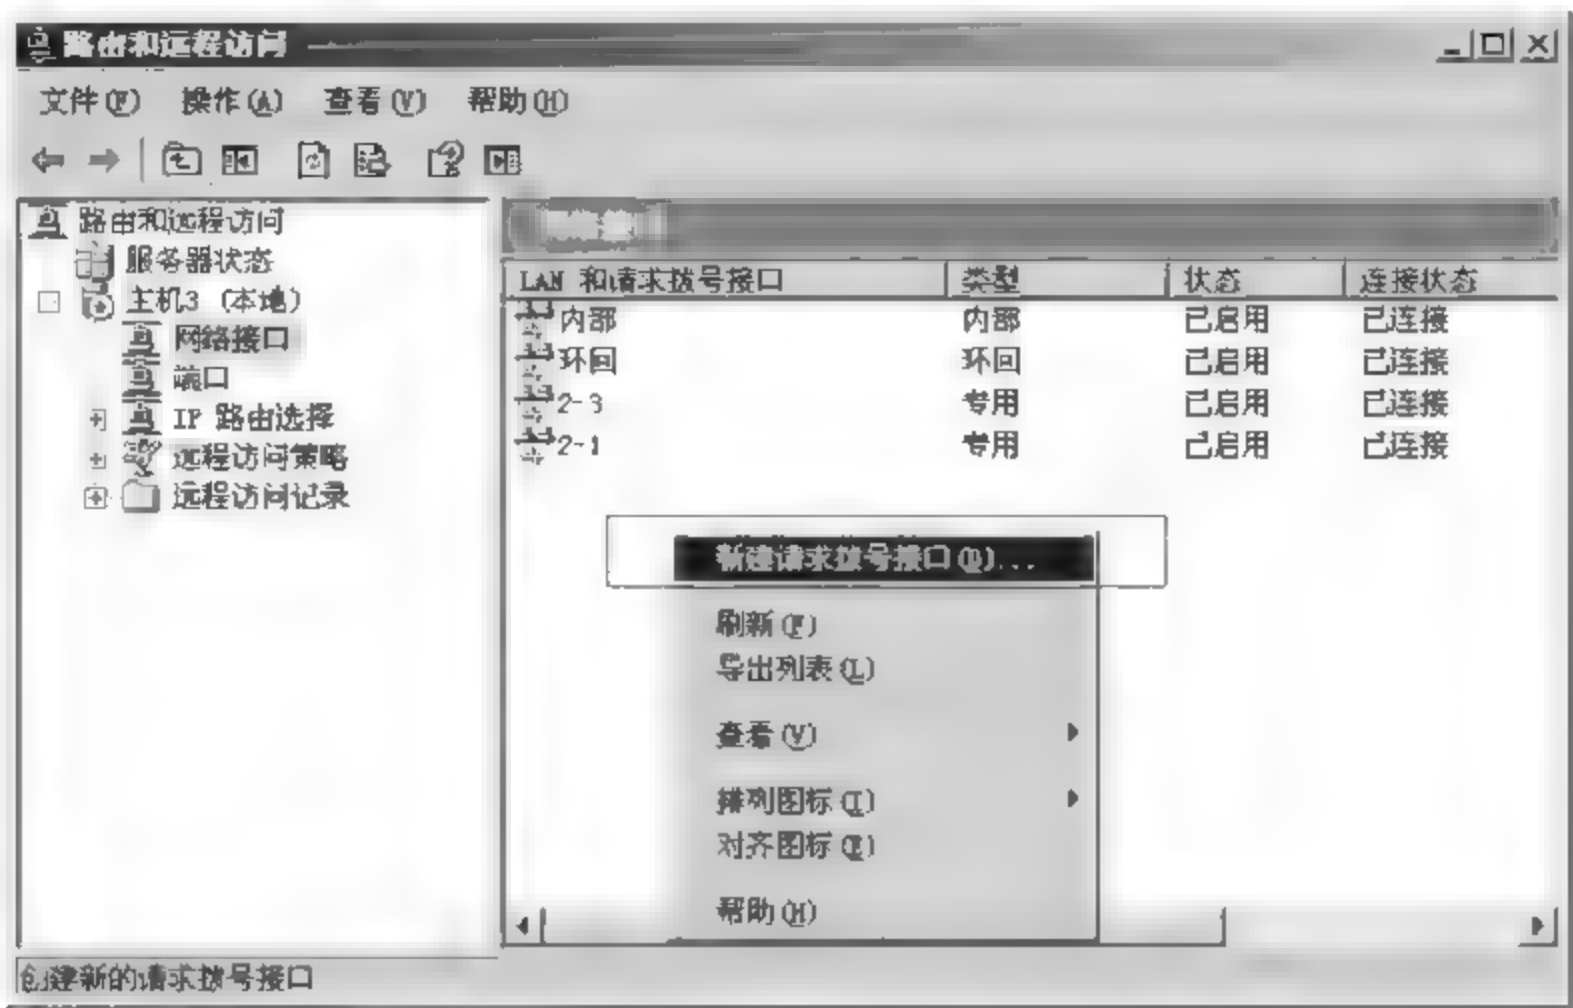 路由和远程访问
文件(F) 操作(A) 查看(V) 帮助(H)
路由和远程访问
服务器状态
主机3 (本地)
网络接口
端口
IP 路由选择
远程访问策略
远程访问记录
LAN 和请求拨号接口 类型 状态 连接状态
内部 内部 已启用 已连接
环回 环回 已启用 已连接
2-3 专用 已启用 已连接
2-1 专用 已启用 已连接
新建请求拨号接口(N)...
刷新(F)
导出列表(L)
查看(V)
排列图标(I)
对齐图标(E)
帮助(H)
创建新的请求拨号接口